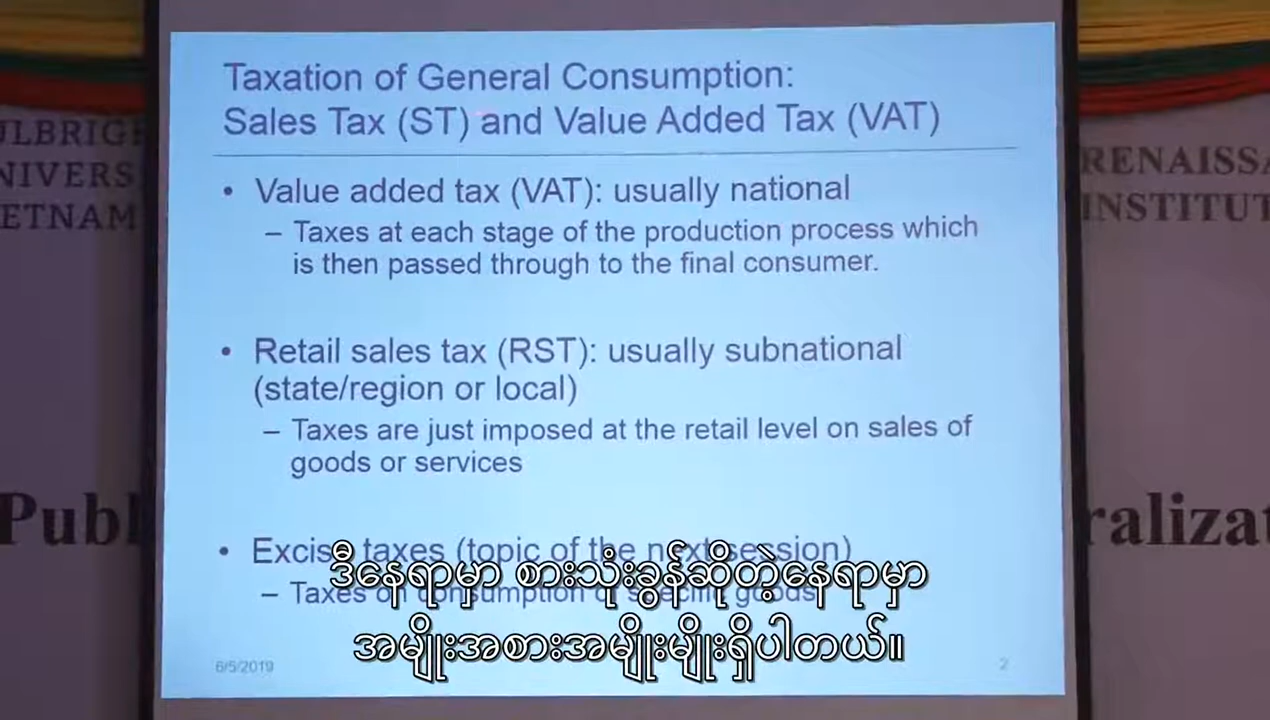 Taxation of General Consumption:
Sales Tax (ST) and Value Added Tax (VAT)
• Value added tax (VAT): usually national
– Taxes at each stage of the production process which
is then passed through to the final consumer.
• Retail sales tax (RST): usually subnational
(state/region or local)
– Taxes are just imposed at the retail level on sales of
goods or services
• Excise taxes (topic of the next session)
– Taxes on consumption of specific goods
6/5/2019
2
ULBRIGH
NIVERS
ETNAM
RENAISSA
INSTITUT
Publ
raliza
ဒီနေရာမှာ စားသုံးခွန်ဆိုတဲ့နေရာမှာ
အမျိုးအစားအမျိုးမျိုးရှိပါတယ်။